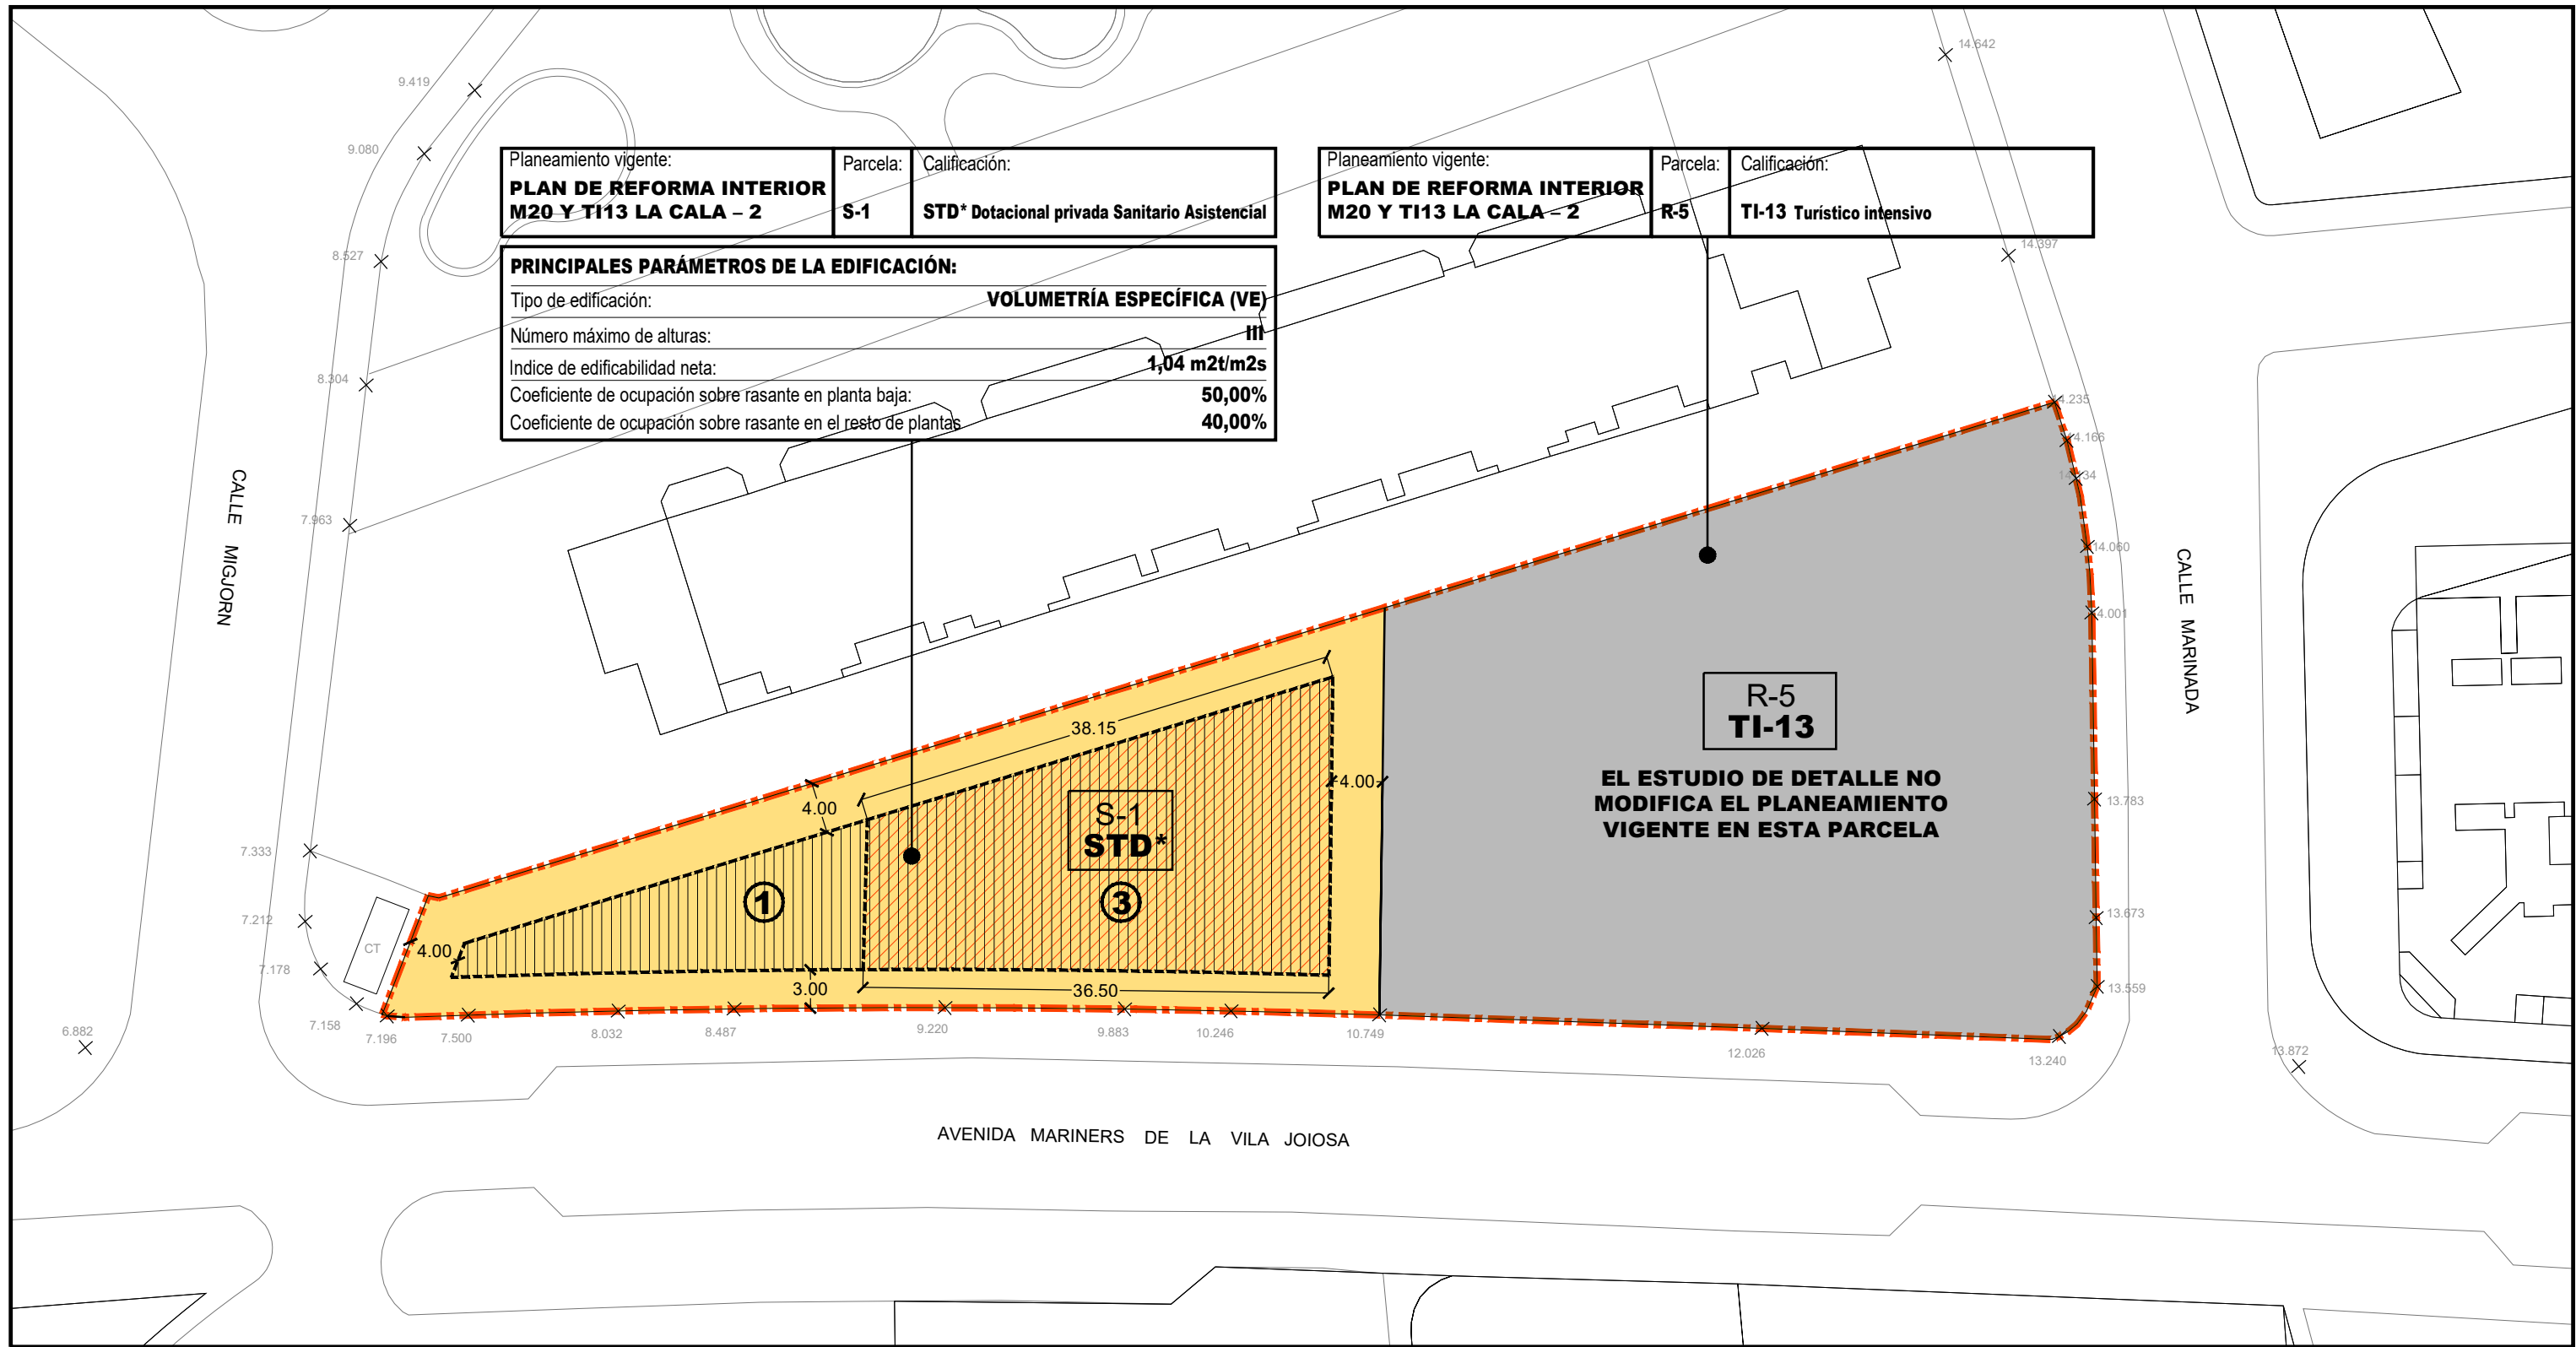 14.642
9.419
9.080
Planeamiento vigente:
PLAN DE REFORMA INTERIOR
M20 Y TI13 LA CALA – 2
Parcela:
S-1
Calificación:
STD* Dotacional privada Sanitario Asistencial
Planeamiento vigente:
PLAN DE REFORMA INTERIOR
M20 Y TI13 LA CALA – 2
Parcela:
R-5
Calificación:
TI-13 Turístico intensivo
14.397
8.527
PRINCIPALES PARÁMETROS DE LA EDIFICACIÓN:
Tipo de edificación: VOLUMETRÍA ESPECÍFICA (VE)
Número máximo de alturas: III
Indice de edificabilidad neta: 1,04 m2t/m2s
Coeficiente de ocupación sobre rasante en planta baja: 50,00%
Coeficiente de ocupación sobre rasante en el resto de plantas 40,00%
8.304
14.235
14.166
7.963
14.060
14.001
CALLE MIGJORN
CALLE MARINADA
R-5
TI-13
EL ESTUDIO DE DETALLE NO
MODIFICA EL PLANEAMIENTO
VIGENTE EN ESTA PARCELA
38.15
4.00
4.00
S-1
STD*
1
3
13.783
7.333
7.212
CT
4.00
7.178
13.673
13.559
3.00
36.50
7.158
7.196
7.500
8.032
8.487
9.220
9.883
10.246
10.749
12.026
13.240
6.882
13.872
AVENIDA MARINERS DE LA VILA JOIOSA